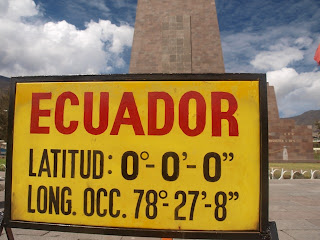 ECUADOR
LATITUD: 0°-0'-0"
LONG. OCC. 78°-27'-8"